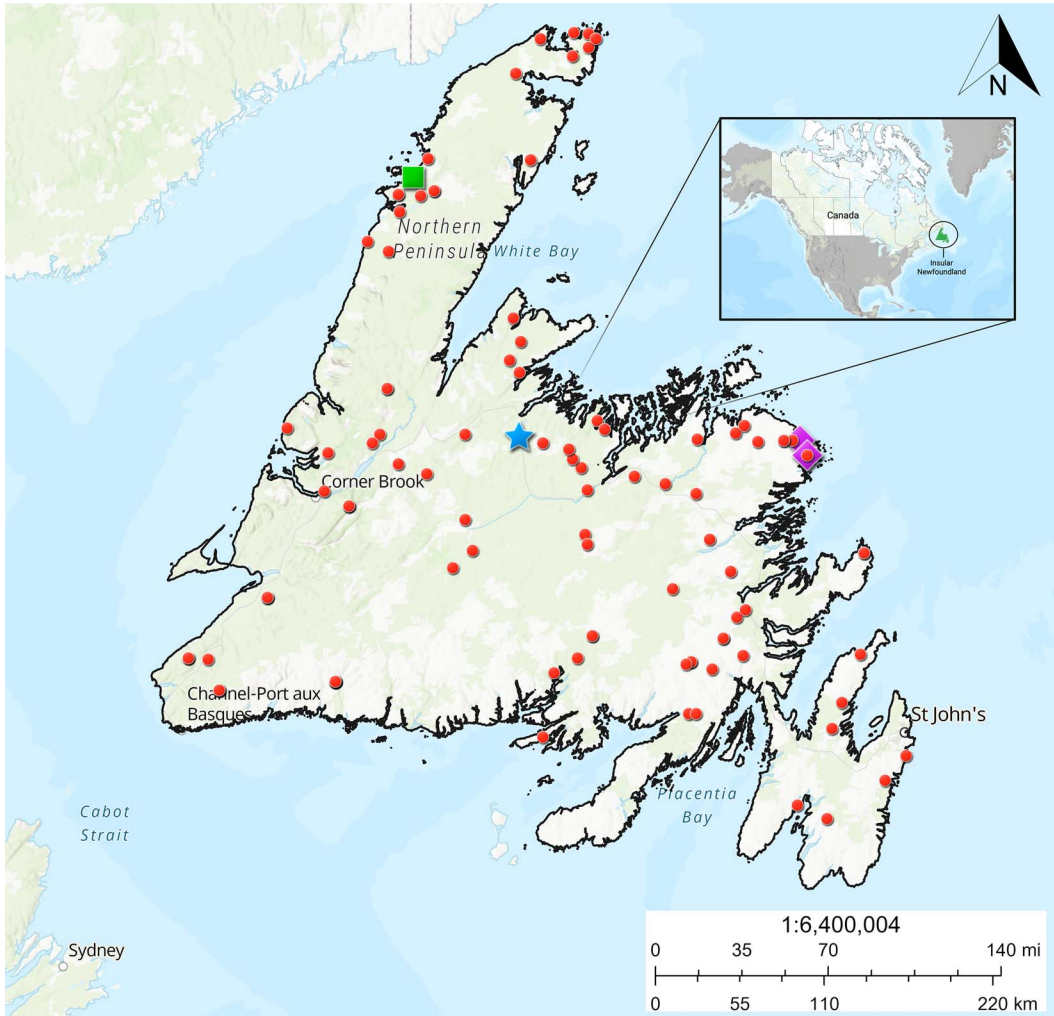 N
Canada
Insular
Newfoundland
Northern
Peninsula
White Bay
Corner Brook
Channel-Port aux
Basques
St John's
Placentia
Bay
Cabot
Strait
Sydney
1:6,400,004
0 35 70 140 mi
0 55 110 220 km